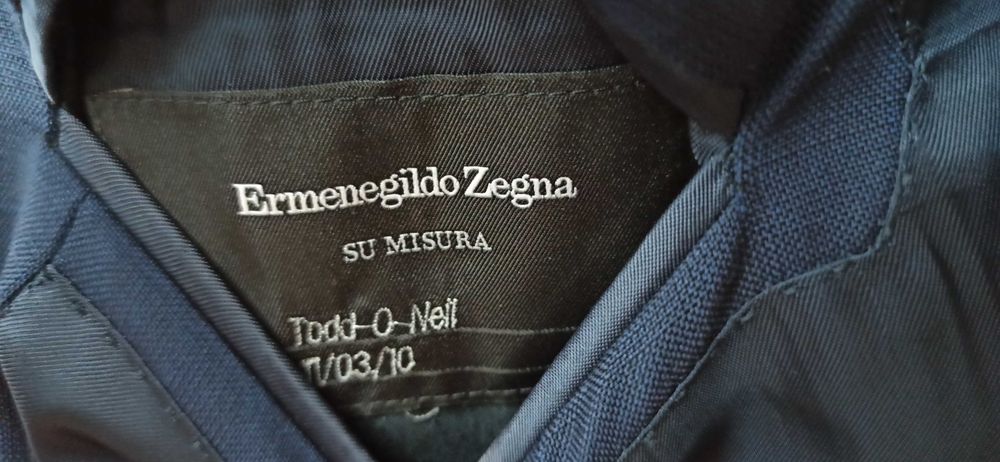 Ermenegildo Zegna
SU MISURA
Todd O Neil
11/03/10